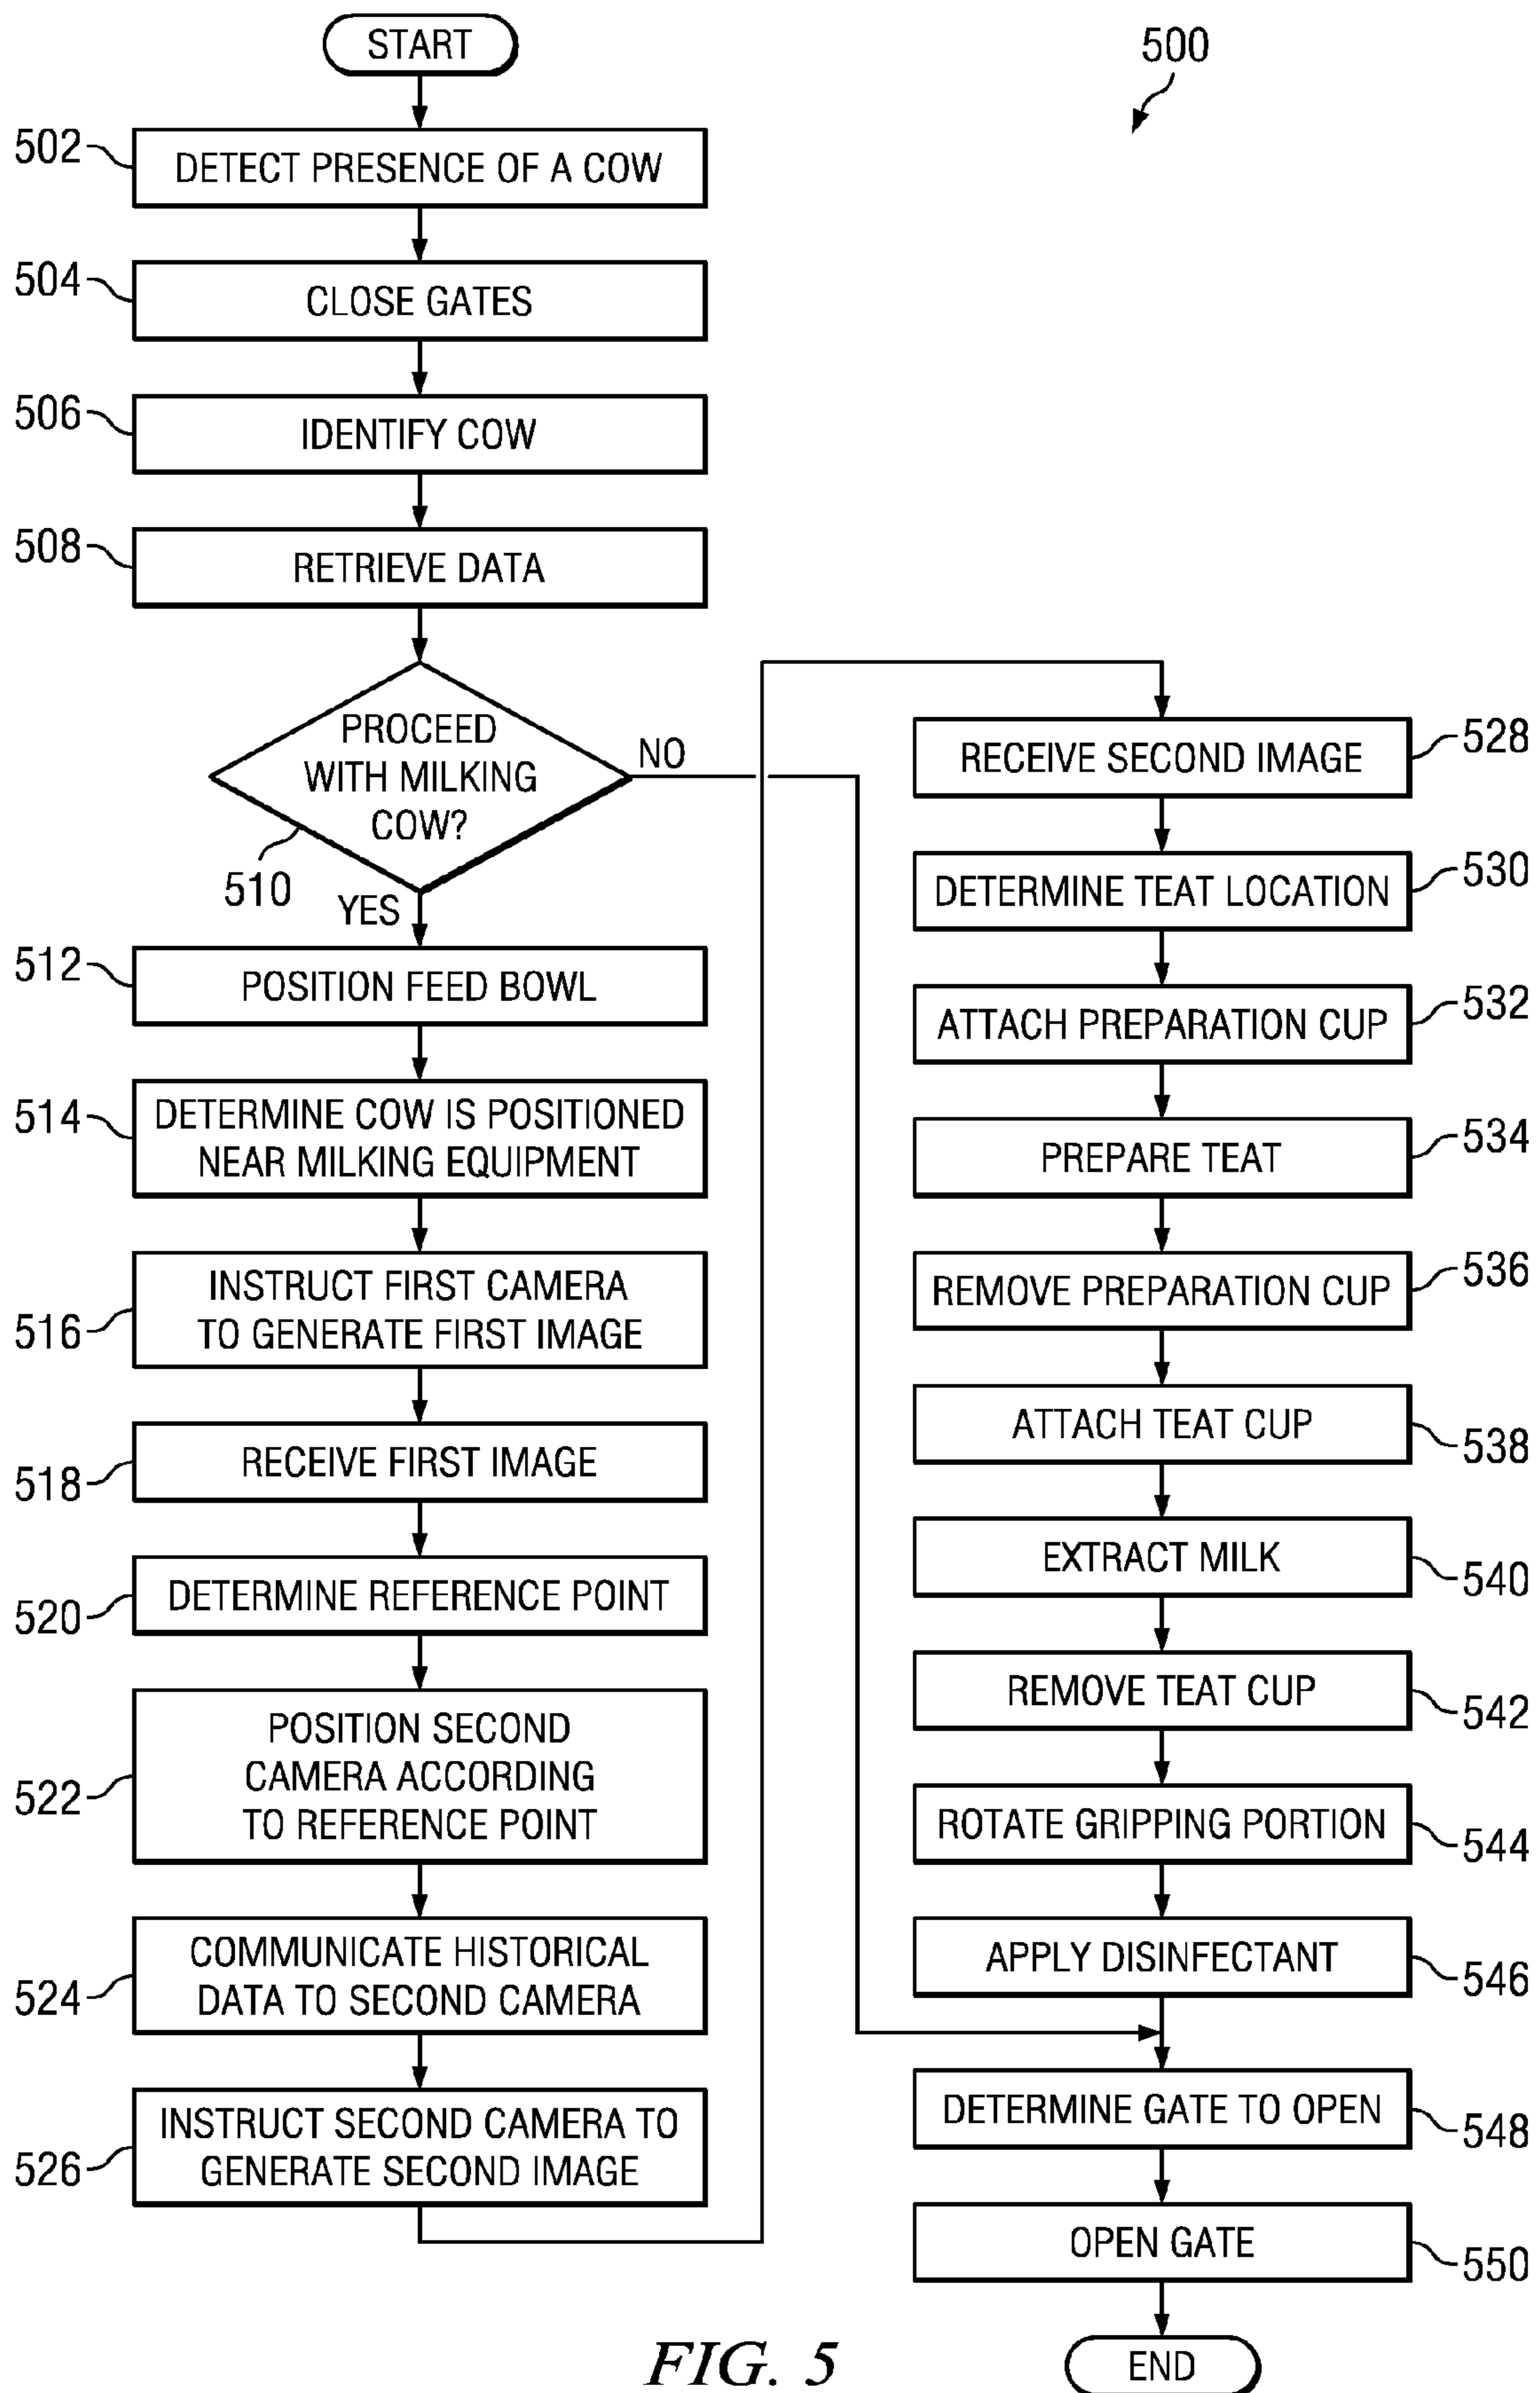 START
500
502
DETECT PRESENCE OF A COW
504
CLOSE GATES
506
IDENTIFY COW
508
RETRIEVE DATA
PROCEED
WITH MILKING
COW?
NO
510
YES
512
POSITION FEED BOWL
514
DETERMINE COW IS POSITIONED
NEAR MILKING EQUIPMENT
516
INSTRUCT FIRST CAMERA
TO GENERATE FIRST IMAGE
518
RECEIVE FIRST IMAGE
520
DETERMINE REFERENCE POINT
522
POSITION SECOND
CAMERA ACCORDING
TO REFERENCE POINT
524
COMMUNICATE HISTORICAL
DATA TO SECOND CAMERA
526
INSTRUCT SECOND CAMERA TO
GENERATE SECOND IMAGE
RECEIVE SECOND IMAGE
528
DETERMINE TEAT LOCATION
530
ATTACH PREPARATION CUP
532
PREPARE TEAT
534
REMOVE PREPARATION CUP
536
ATTACH TEAT CUP
538
EXTRACT MILK
540
REMOVE TEAT CUP
542
ROTATE GRIPPING PORTION
544
APPLY DISINFECTANT
546
DETERMINE GATE TO OPEN
548
OPEN GATE
550
END
FIG. 5